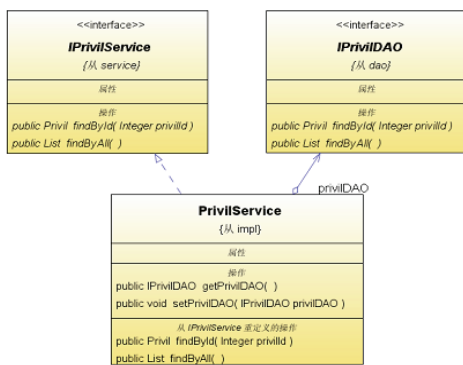 <<interface>>
IPrivilService
{从 service}
属性
操作
public Privil findById( Integer privilId )
public List findByAll( )
<<interface>>
IPrivilDAO
{从 dao}
属性
操作
public Privil findById( Integer privilId )
public List findByAll( )
privilDAO
PrivilService
{从 impl}
属性
操作
public IPrivilDAO getPrivilDAO( )
public void setPrivilDAO( IPrivilDAO privilDAO )
从 IPrivilService 重定义的操作
public Privil findById( Integer privilId )
public List findByAll( )